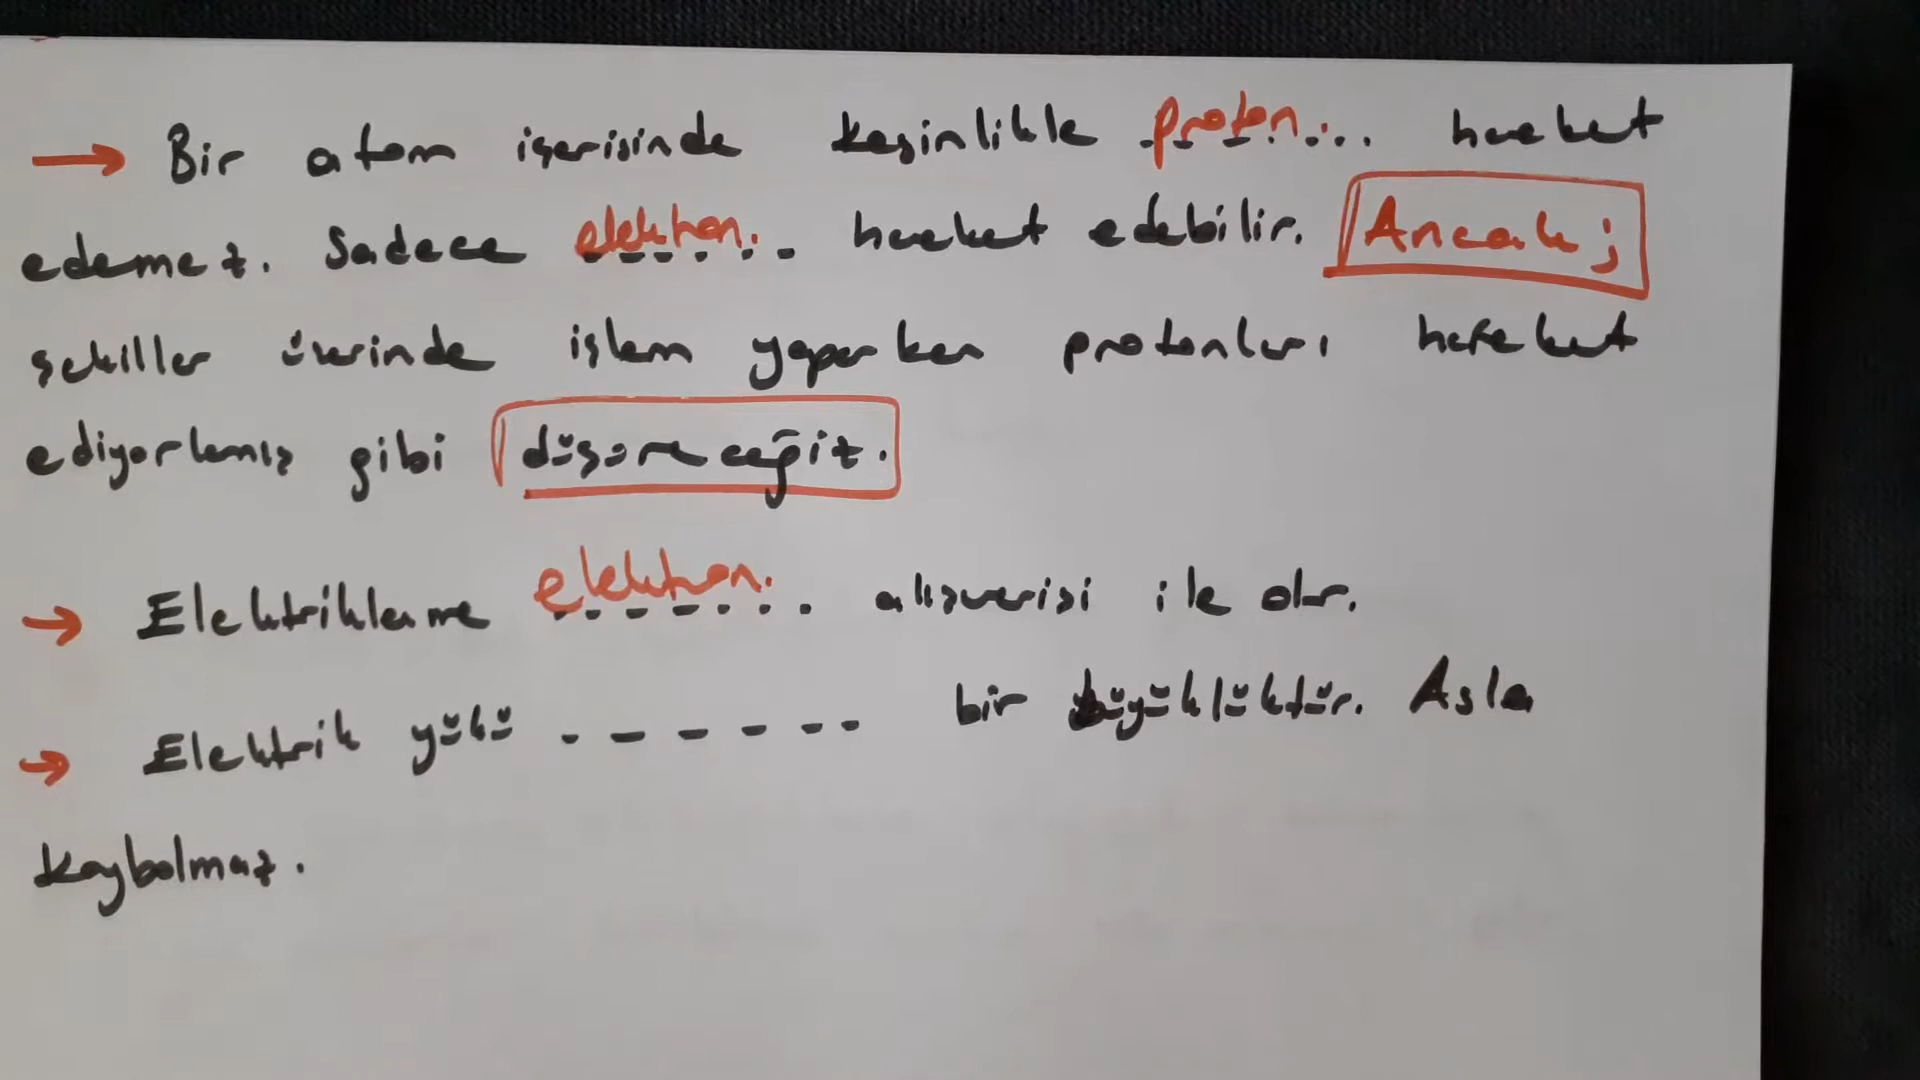 → Bir atom içerisinde kesinlikle proton... hareket
edemez. Sadece elektron. hareket edebilir. Ancak;
şekiller üzerinde işlem yaparken protonları hareket
ediyorlarmış gibi düşüneceğiz.
→ Elektriklenme elektron. alışverişi ile olur.
→ Elektrik yükü . - - - - - - bir büyüklüktür. Asla
kaybolmaz.